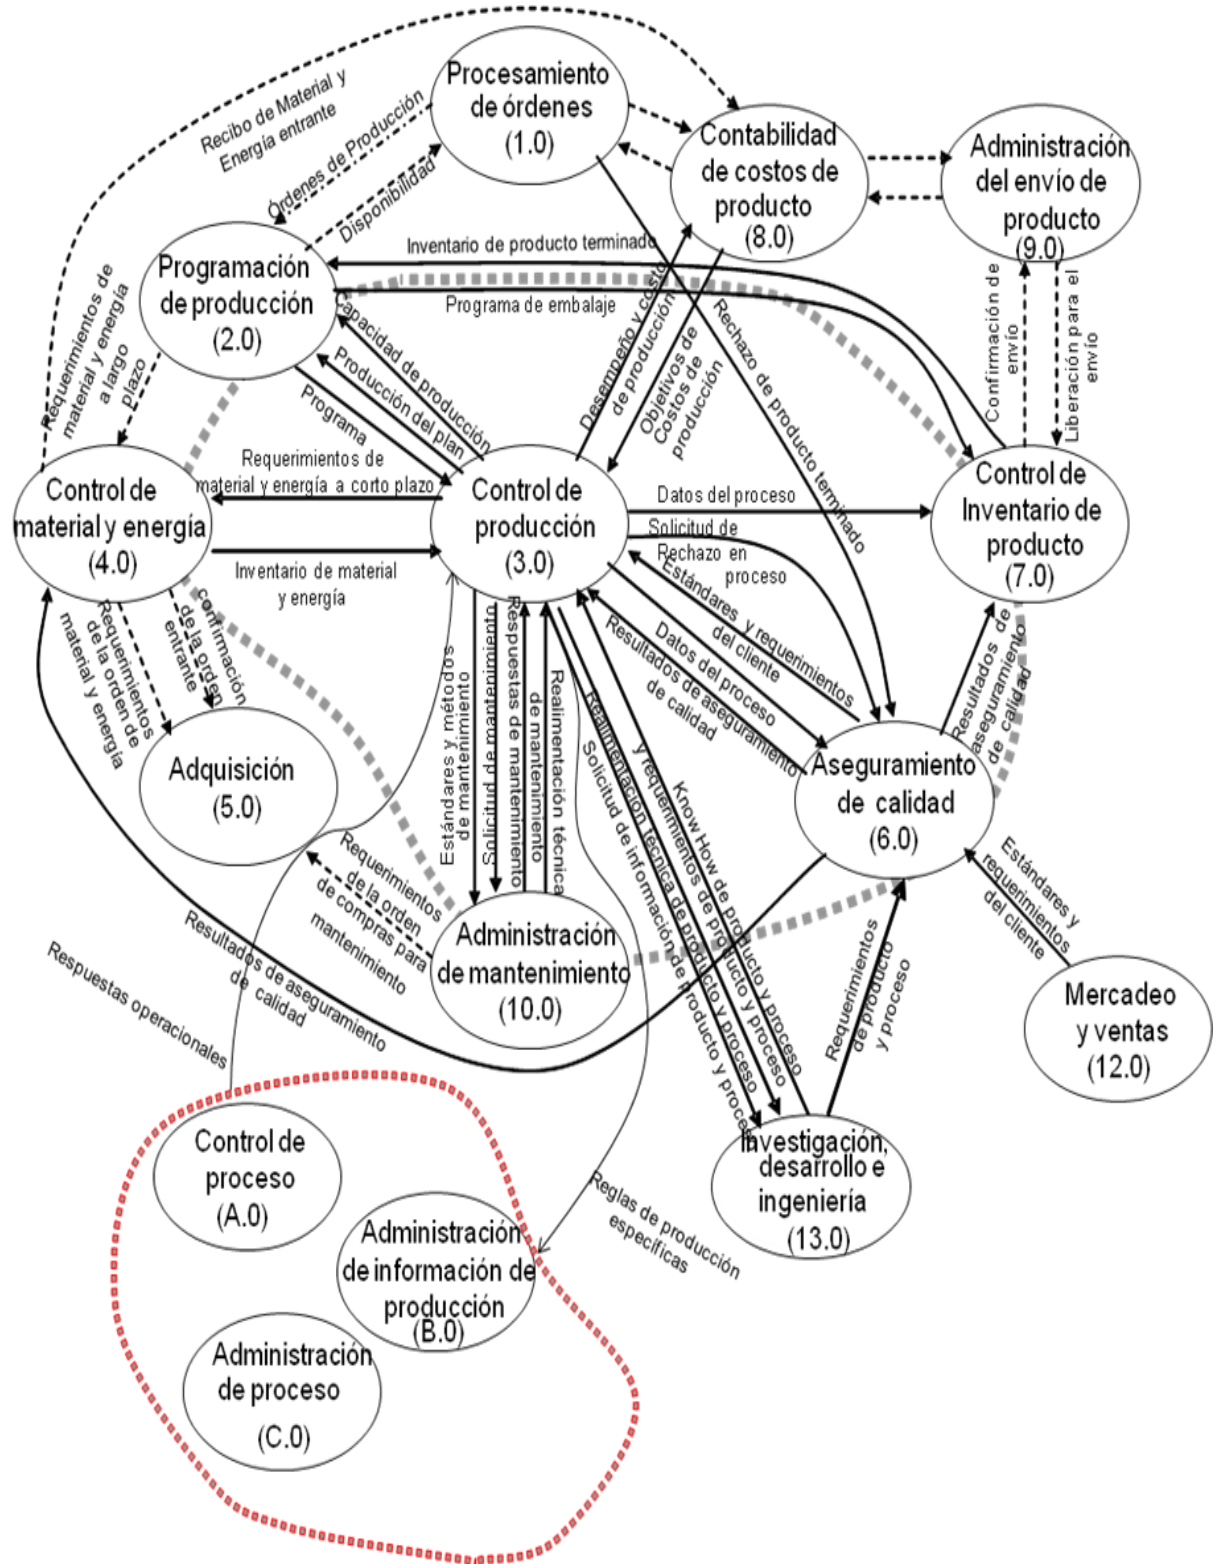 Procesamiento
de órdenes
(1.0)
Recibo de Material y
Energía entrante
Órdenes de Producción
Disponibilidad
Contabilidad
de costos de
producto
(8.0)
Administración
del envío de
producto
(9.0)
Programación
de producción
(2.0)
Inventario de producto terminado
Programa de embalaje
Confirmación de
envío
Liberación para el
envío
Requerimientos de
material y energía
a largo
plazo
Capacidad de producción
Producción del plan
Programa
Desempeño y costo
de producción
Objetivos de
Costos de
producción
Rechazo de producto terminado
Control de
material y energía
(4.0)
Requerimientos de
material y energía a corto plazo
Inventario de material
y energía
Control de
producción
(3.0)
Datos del proceso
Solicitud de
Rechazo en
proceso
Control de
Inventario de
producto
(7.0)
Estándares y requerimientos
del cliente
Datos del proceso
Resultados de aseguramiento
de calidad
Resultados de
aseguramiento
de calidad
confirmación
de la orden
entrante
Requerimientos
de la orden de
material y energía
Adquisición
(5.0)
Estándares y métodos
de mantenimiento
Solicitud de mantenimiento
Respuestas de mantenimiento
Realimentación técnica
de mantenimiento
Realimentación técnica de producto y proceso
Solicitud de información de producto y proceso
Know How de producto y proceso
y requerimientos de producto y proceso
Aseguramiento
de calidad
(6.0)
Requerimientos
de la orden
de compras para
mantenimiento
Administración
de mantenimiento
(10.0)
Estándares y
requerimientos
del cliente
Mercadeo
y ventas
(12.0)
Requerimientos
de producto
y proceso
Resultados de aseguramiento
de calidad
Respuestas operacionales
Investigación,
desarrollo e
ingeniería
(13.0)
Reglas de producción
específicas
Control de
proceso
(A.0)
Administración
de información de
producción
(B.0)
Administración
de proceso
(C.0)